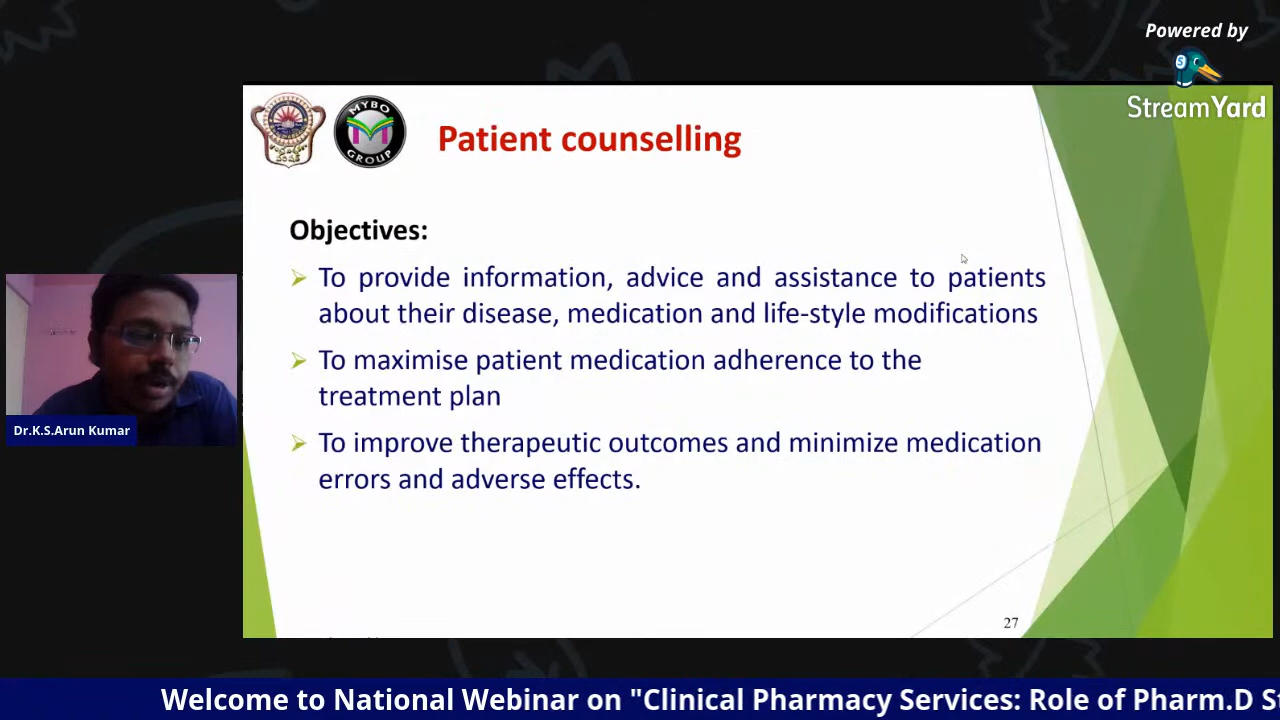 Powered by
StreamYard
MYBO
GROUP
Patient counselling
Objectives:
To provide information, advice and assistance to patients
about their disease, medication and life-style modifications
To maximise patient medication adherence to the
treatment plan
To improve therapeutic outcomes and minimize medication
errors and adverse effects.
27
Dr.K.S.Arun Kumar
Welcome to National Webinar on "Clinical Pharmacy Services: Role of Pharm.D